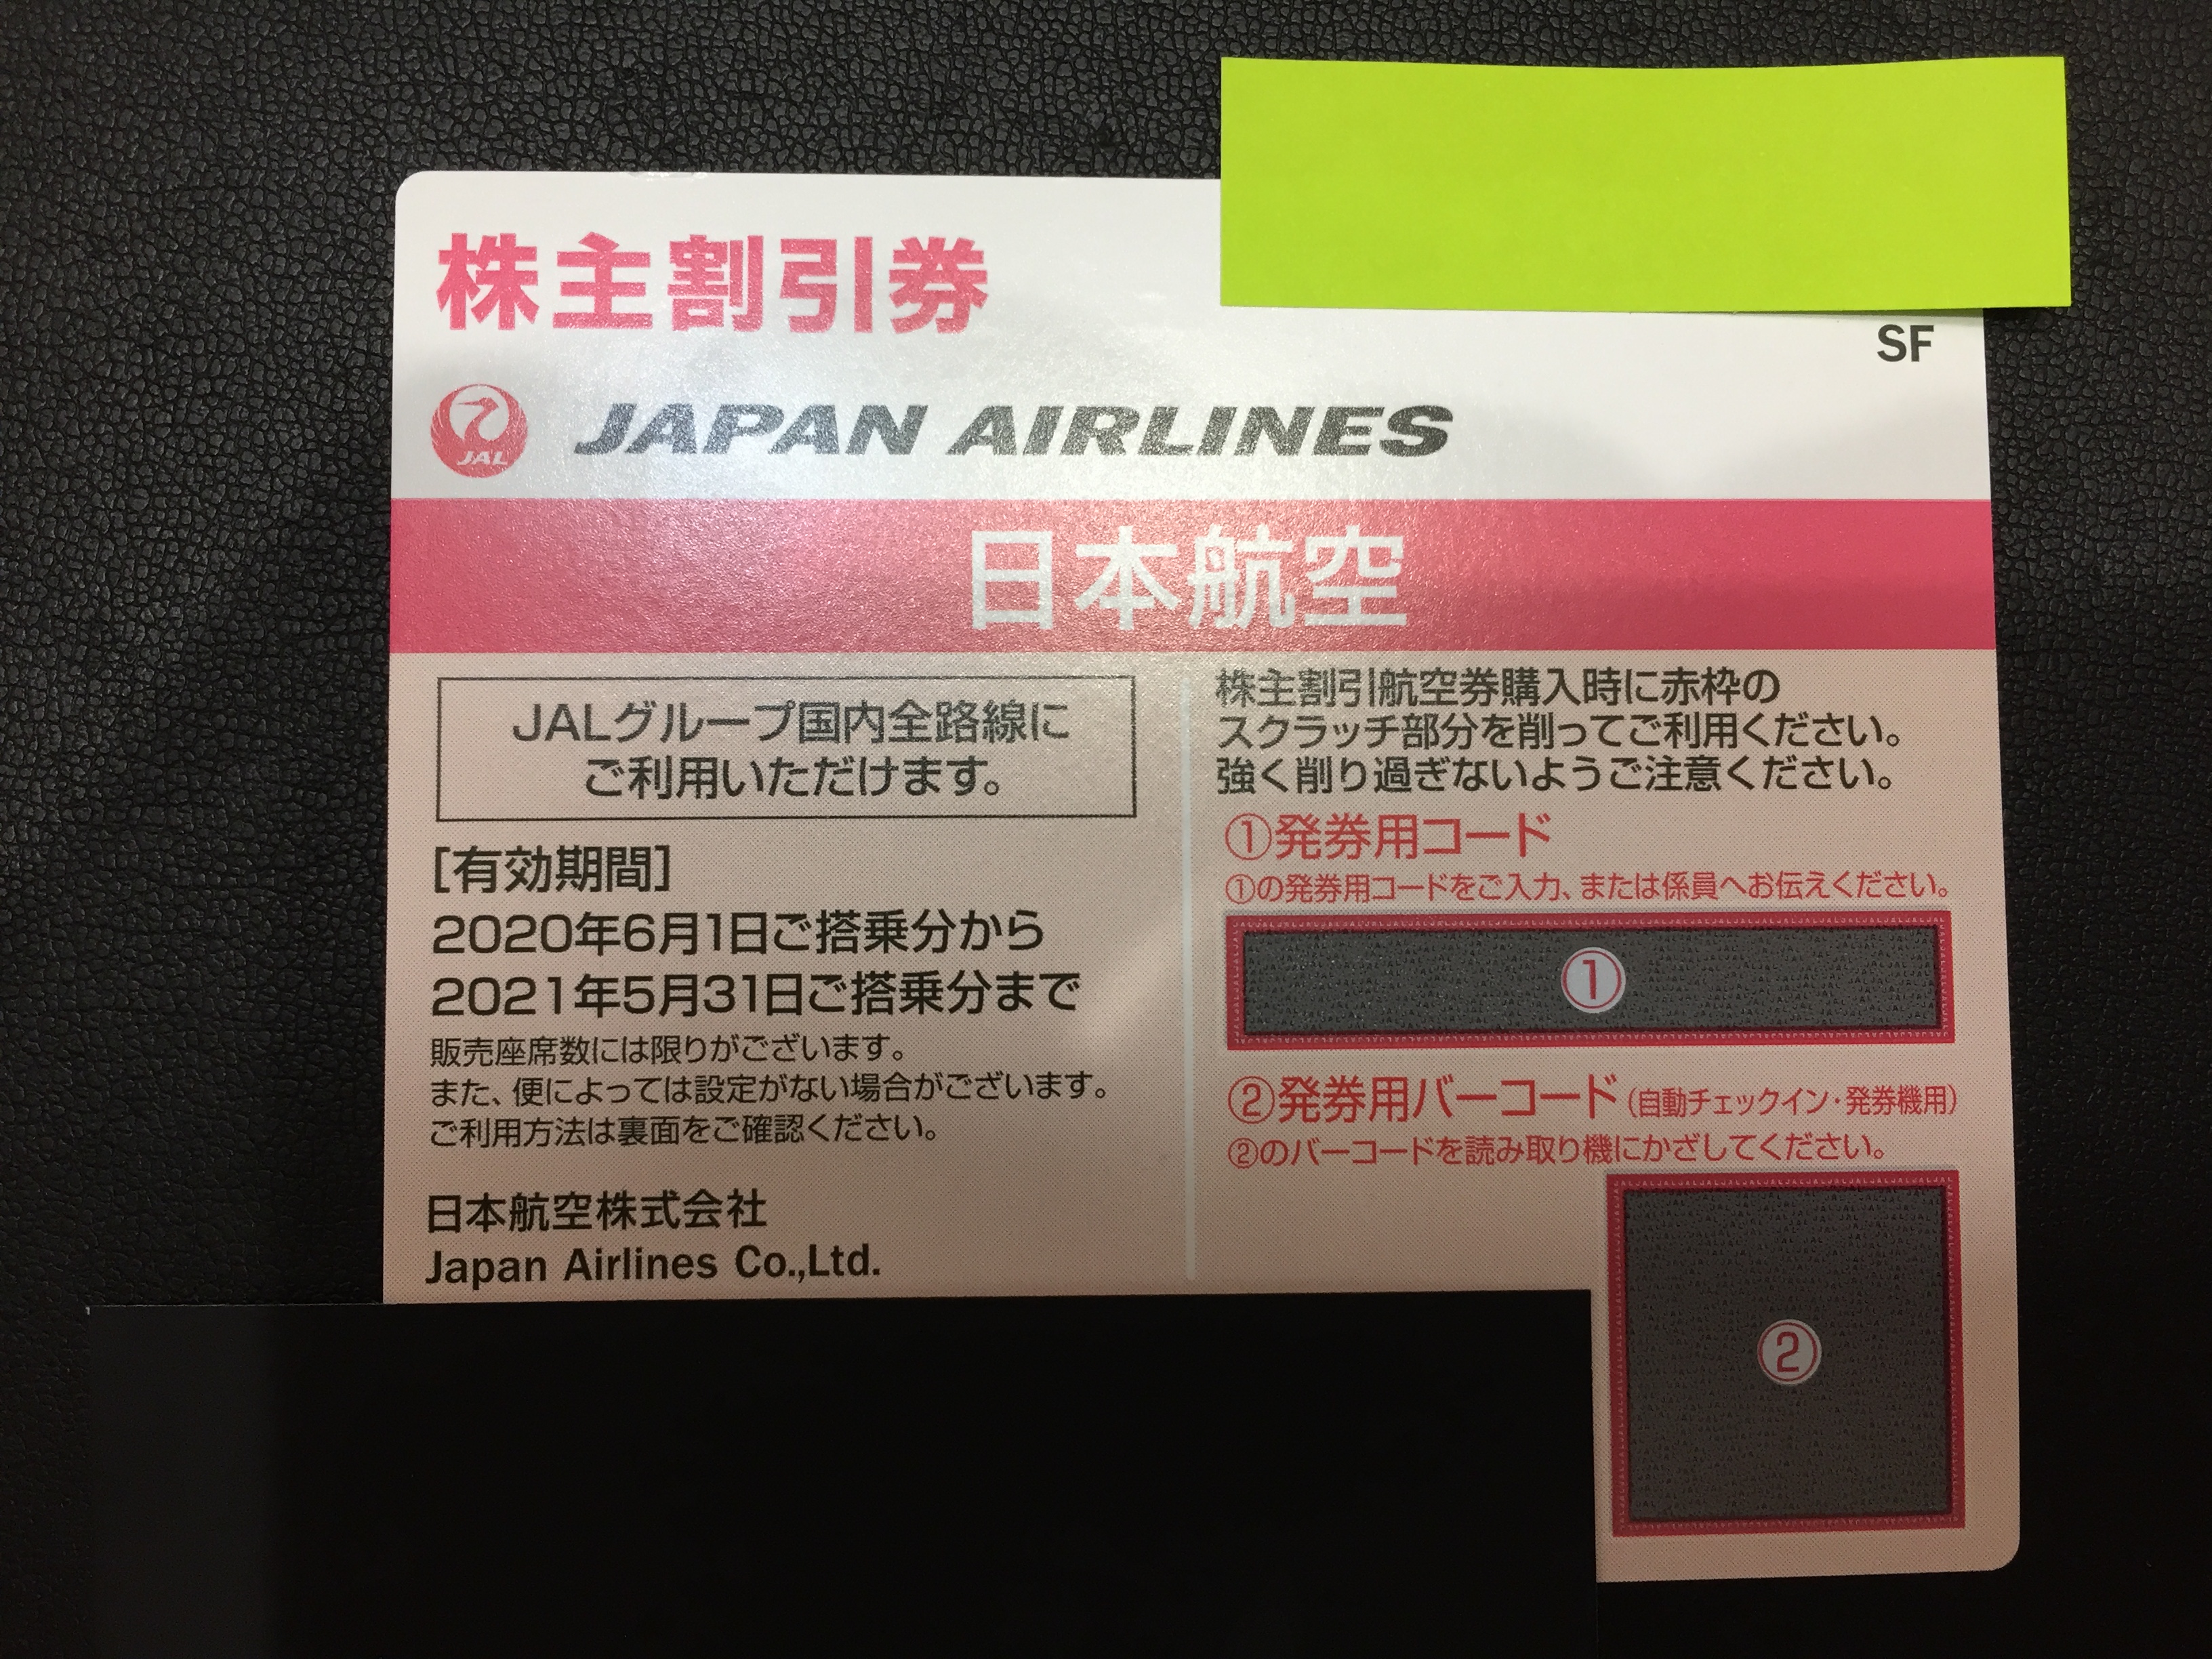 株主割引券
SF
JAL
JAPAN AIRLINES
日本航空
JALグループ国内全路線に
ご利用いただけます。
[有効期間]
2020年6月1日ご搭乗分から
2021年5月31日ご搭乗分まで
販売座席数には限りがございます。
また、便によっては設定がない場合がございます。
ご利用方法は裏面をご確認ください。
日本航空株式会社
Japan Airlines Co.,Ltd.
株主割引航空券購入時に赤枠の
スクラッチ部分を削ってご利用ください。
強く削り過ぎないようご注意ください。
①発券用コード
①の発券用コードをご入力、または係員へお伝えください。
①
②発券用バーコード(自動チェックイン・発券機用)
②のバーコードを読み取り機にかざしてください。
②